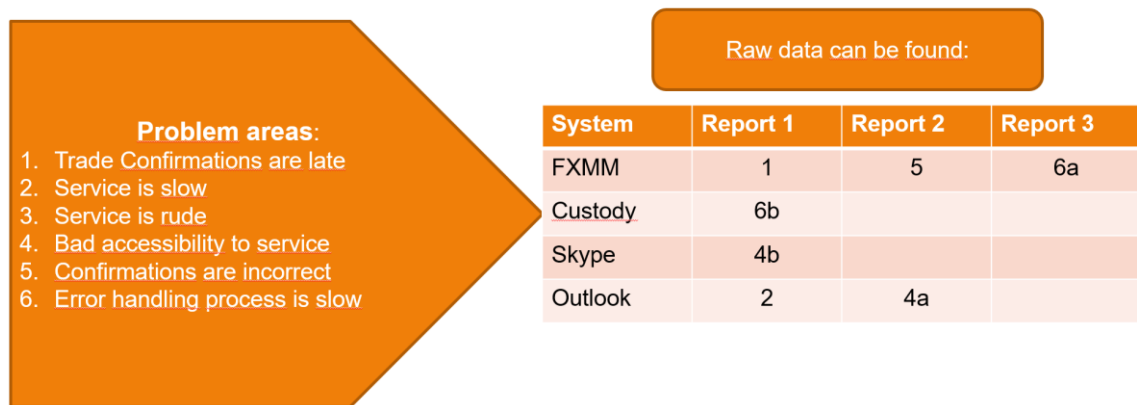 Problem areas:
1. Trade Confirmations are late
2. Service is slow
3. Service is rude
4. Bad accessibility to service
5. Confirmations are incorrect
6. Error handling process is slow
Raw data can be found:
System Report 1 Report 2 Report 3
FXMM 1 5 6a
Custody 6b
Skype 4b
Outlook 2 4a